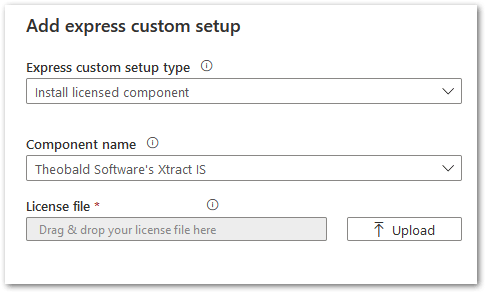 Add express custom setup
Express custom setup type
Install licensed component
Component name
Theobald Software's Xtract IS
License file *
Drag & drop your license file here
Upload